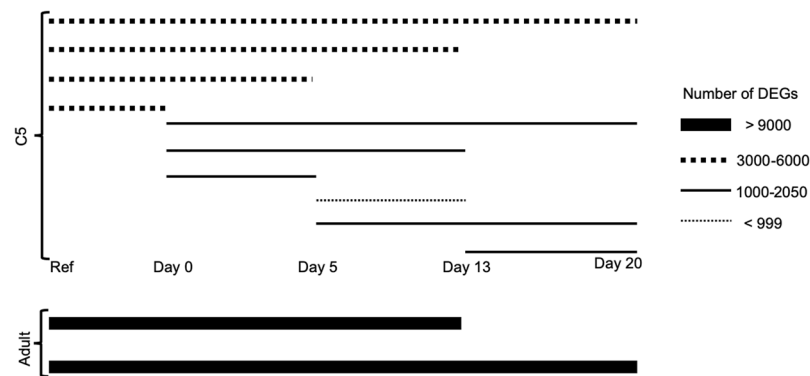 C5
Ref Day 0 Day 5 Day 13 Day 20
Adult
Number of DEGs
> 9000
3000-6000
1000-2050
< 999